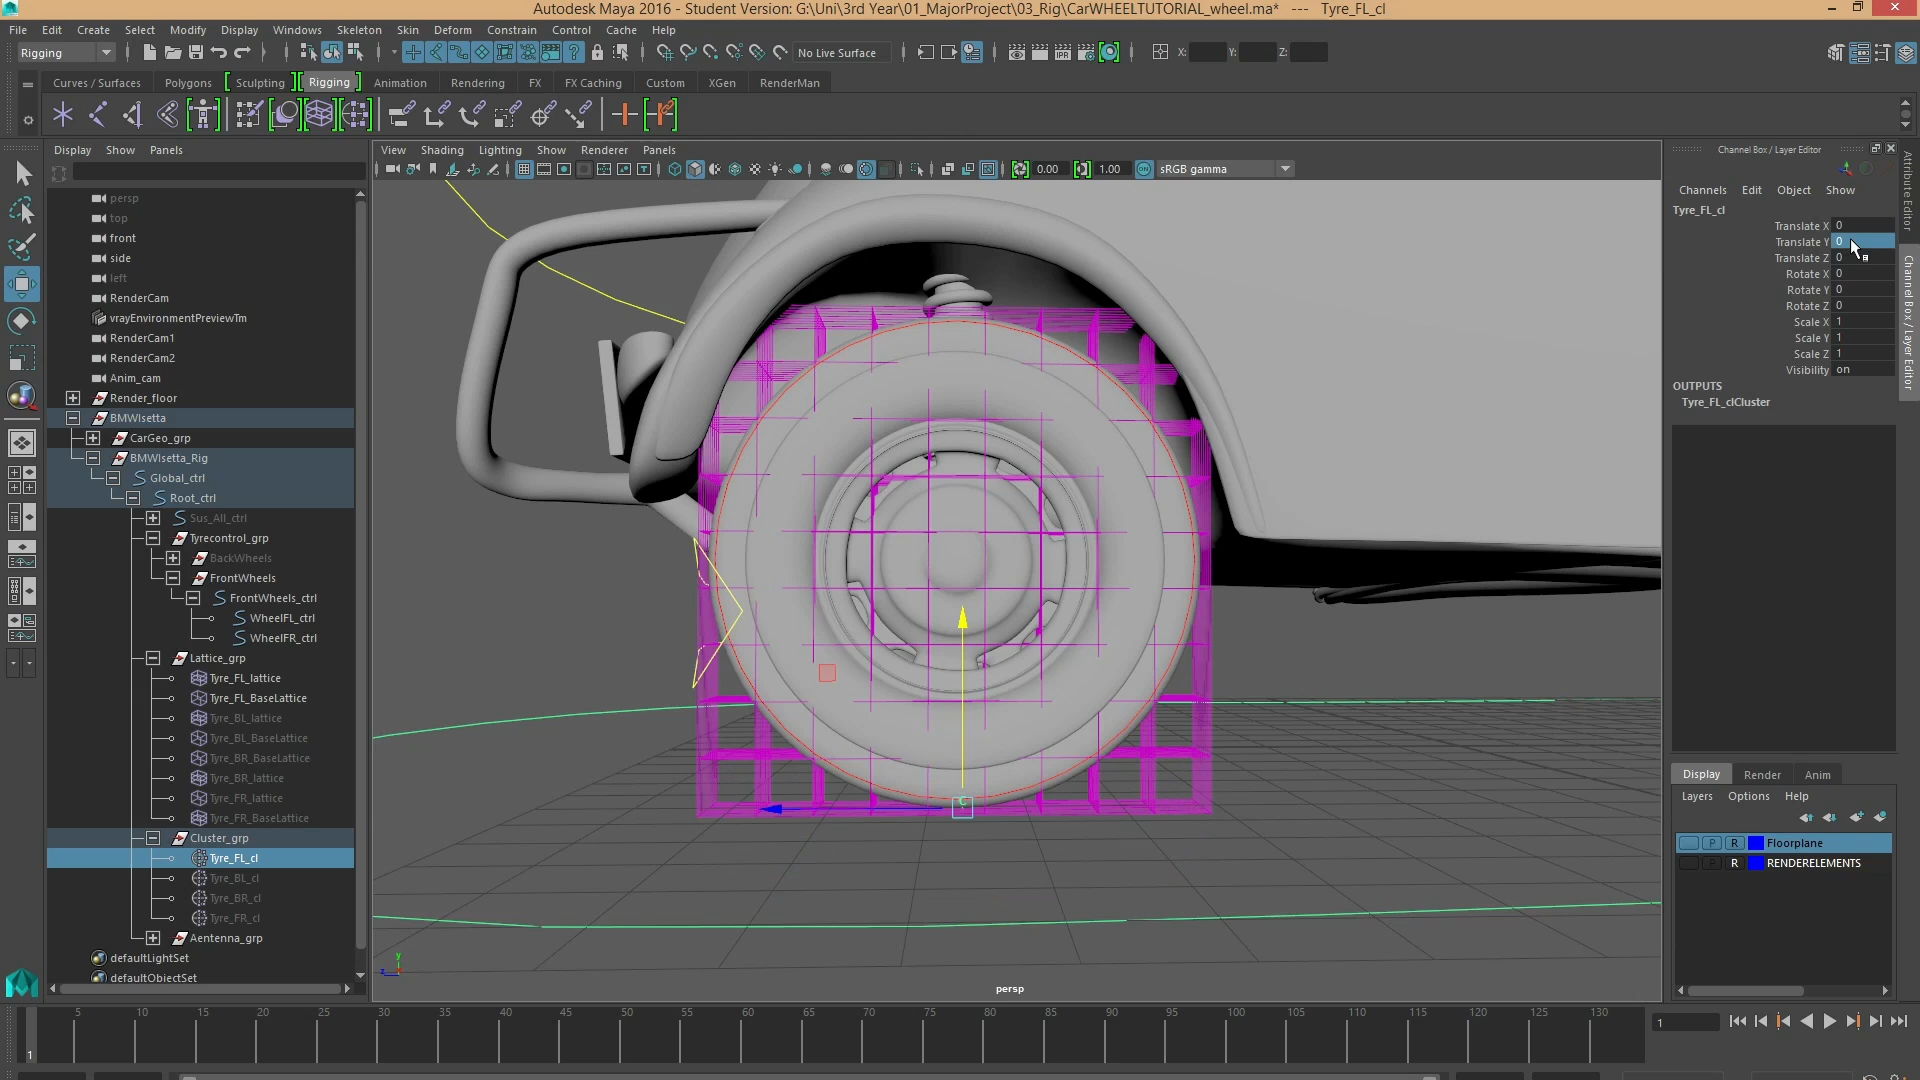 Autodesk Maya 2016 - Student Version: G:\Uni\3rd Year\01_MajorProject\03_Rig\CarWHEELTUTORIAL_wheel.ma*   ---   Tyre_FL_cl
File Edit Create Select Modify Display Windows Skeleton Skin Deform Constrain Control Cache Help
Rigging No Live Surface X: Y: Z:
Curves / Surfaces Polygons Sculpting Rigging Animation Rendering FX FX Caching Custom XGen RenderMan
Display Show Panels
View Shading Lighting Show Renderer Panels
0.00 1.00 sRGB gamma
persp
top
front
side
left
RenderCam
vrayEnvironmentPreviewTm
RenderCam1
RenderCam2
Anim_cam
Render_floor
BMWIsetta
CarGeo_grp
BMWIsetta_Rig
Global_ctrl
Root_ctrl
Sus_All_ctrl
Tyrecontrol_grp
BackWheels
FrontWheels
FrontWheels_ctrl
WheelFL_ctrl
WheelFR_ctrl
Lattice_grp
Tyre_FL_lattice
Tyre_FL_BaseLattice
Tyre_BL_lattice
Tyre_BL_BaseLattice
Tyre_BR_BaseLattice
Tyre_BR_lattice
Tyre_FR_lattice
Tyre_FR_BaseLattice
Cluster_grp
Tyre_FL_cl
Tyre_BL_cl
Tyre_BR_cl
Tyre_FR_cl
Aentenna_grp
defaultLightSet
defaultObjectSet
C
y
z
persp
Channel Box / Layer Editor
Channels Edit Object Show
Tyre_FL_cl
Translate X 0
Translate Y 0
Translate Z 0
Rotate X 0
Rotate Y 0
Rotate Z 0
Scale X 1
Scale Y 1
Scale Z 1
Visibility on
OUTPUTS
Tyre_FL_clCluster
Attribute Editor
Channel Box / Layer Editor
Display Render Anim
Layers Options Help
P R Floorplane
P R RENDERELEMENTS
5 10 15 20 25 30 35 40 45 50 55 60 65 70 75 80 85 90 95 100 105 110 115 120 125 130
1
1